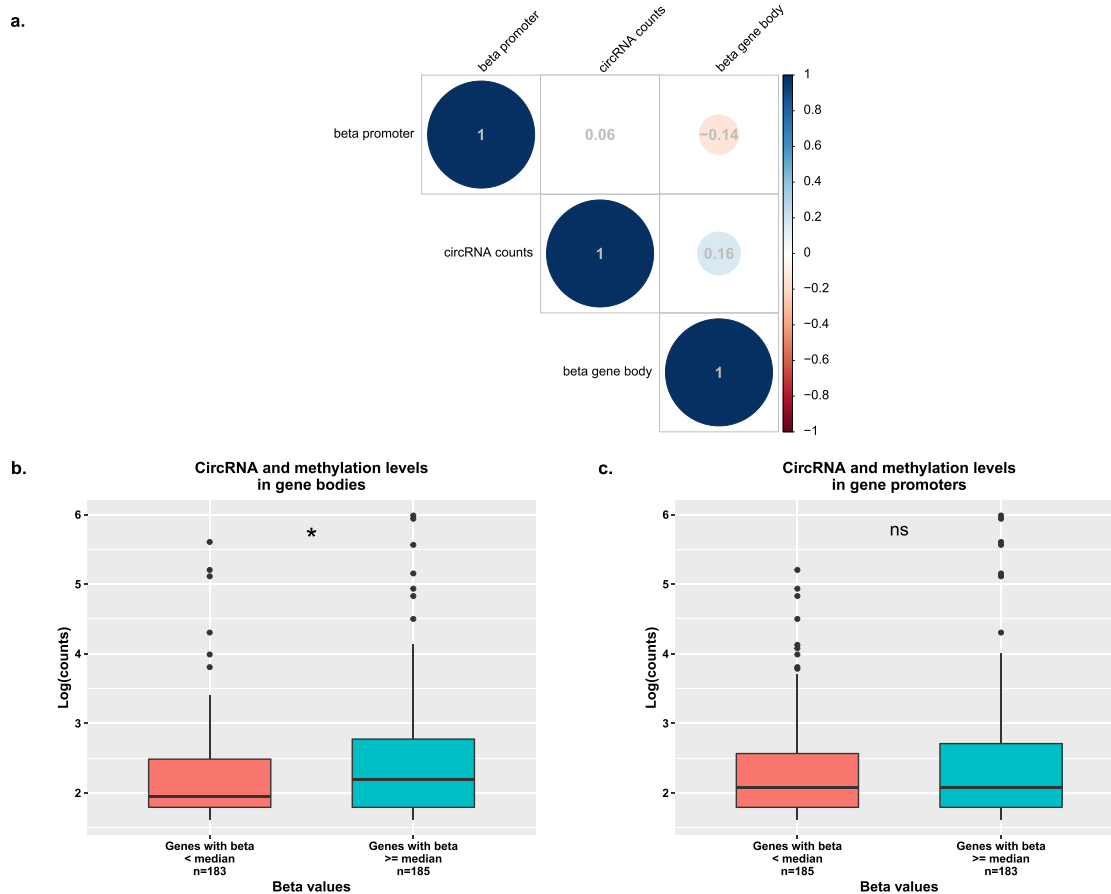 a.
beta promoter
circRNA counts
beta gene body
beta promoter
1
0.06
−0.14
circRNA counts
1
0.16
beta gene body
1
1
0.8
0.6
0.4
0.2
0
−0.2
−0.4
−0.6
−0.8
−1
b.
CircRNA and methylation levels
in gene bodies
*
6
5
4
3
2
Log(counts)
Genes with beta
< median
n=183
Genes with beta
>= median
n=185
Beta values
c.
CircRNA and methylation levels
in gene promoters
ns
6
5
4
3
2
Log(counts)
Genes with beta
< median
n=185
Genes with beta
>= median
n=183
Beta values